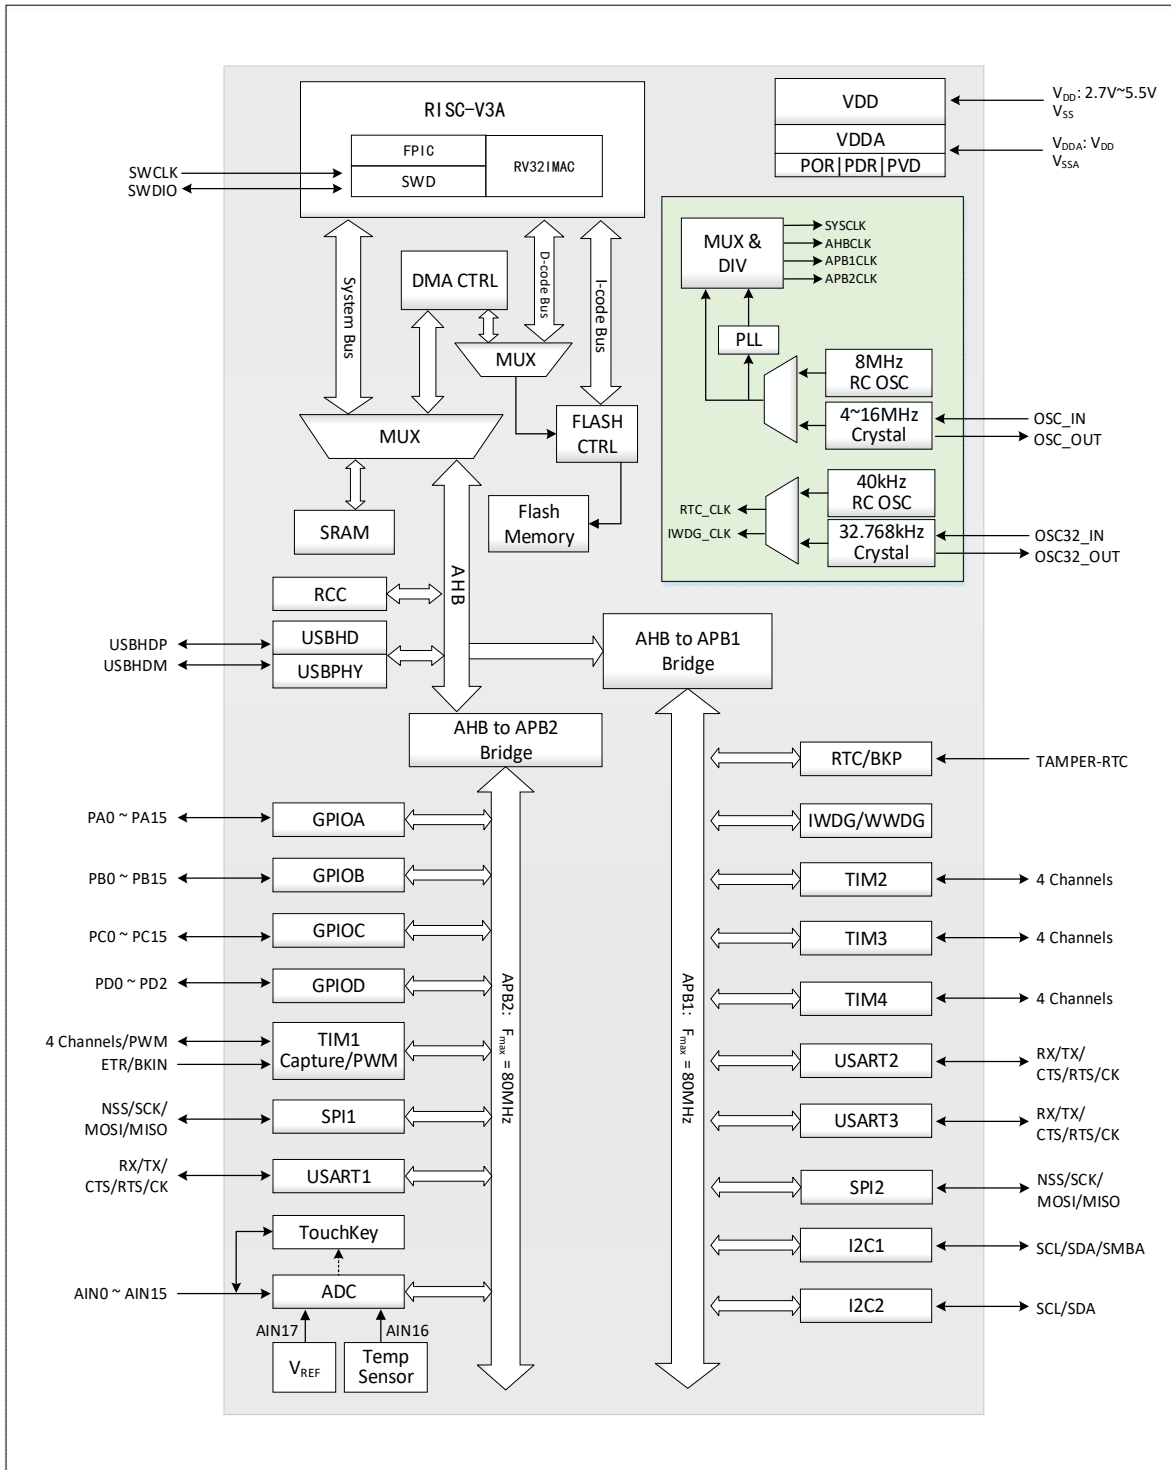 RISC-V3A
FPIC
SWD
RV32IMAC
SWCLK
SWDIO
VDD
VDDA
POR|PDR|PVD
VDD: 2.7V~5.5V
VSS
VDDA: VDD
VSSA
System Bus
DMA CTRL
D-code Bus
I-code Bus
MUX
MUX
FLASH
CTRL
SRAM
Flash
Memory
MUX &
DIV
SYSCLK
AHBCLK
APB1CLK
APB2CLK
PLL
8MHz
RC OSC
4~16MHz
Crystal
OSC_IN
OSC_OUT
40kHz
RC OSC
RTC_CLK
IWDG_CLK
32.768kHz
Crystal
OSC32_IN
OSC32_OUT
AHB
RCC
USBHDP
USBHDM
USBHD
USBPHY
AHB to APB1
Bridge
AHB to APB2
Bridge
PA0 ~ PA15
GPIOA
PB0 ~ PB15
GPIOB
PC0 ~ PC15
GPIOC
PD0 ~ PD2
GPIOD
4 Channels/PWM
ETR/BKIN
TIM1
Capture/PWM
NSS/SCK/
MOSI/MISO
SPI1
RX/TX/
CTS/RTS/CK
USART1
TouchKey
AIN0 ~ AIN15
ADC
AIN17
AIN16
VREF
Temp
Sensor
APB2: Fmax = 80MHz
APB1: Fmax = 80MHz
RTC/BKP
TAMPER-RTC
IWDG/WWDG
TIM2
4 Channels
TIM3
4 Channels
TIM4
4 Channels
USART2
RX/TX/
CTS/RTS/CK
USART3
RX/TX/
CTS/RTS/CK
SPI2
NSS/SCK/
MOSI/MISO
I2C1
SCL/SDA/SMBA
I2C2
SCL/SDA